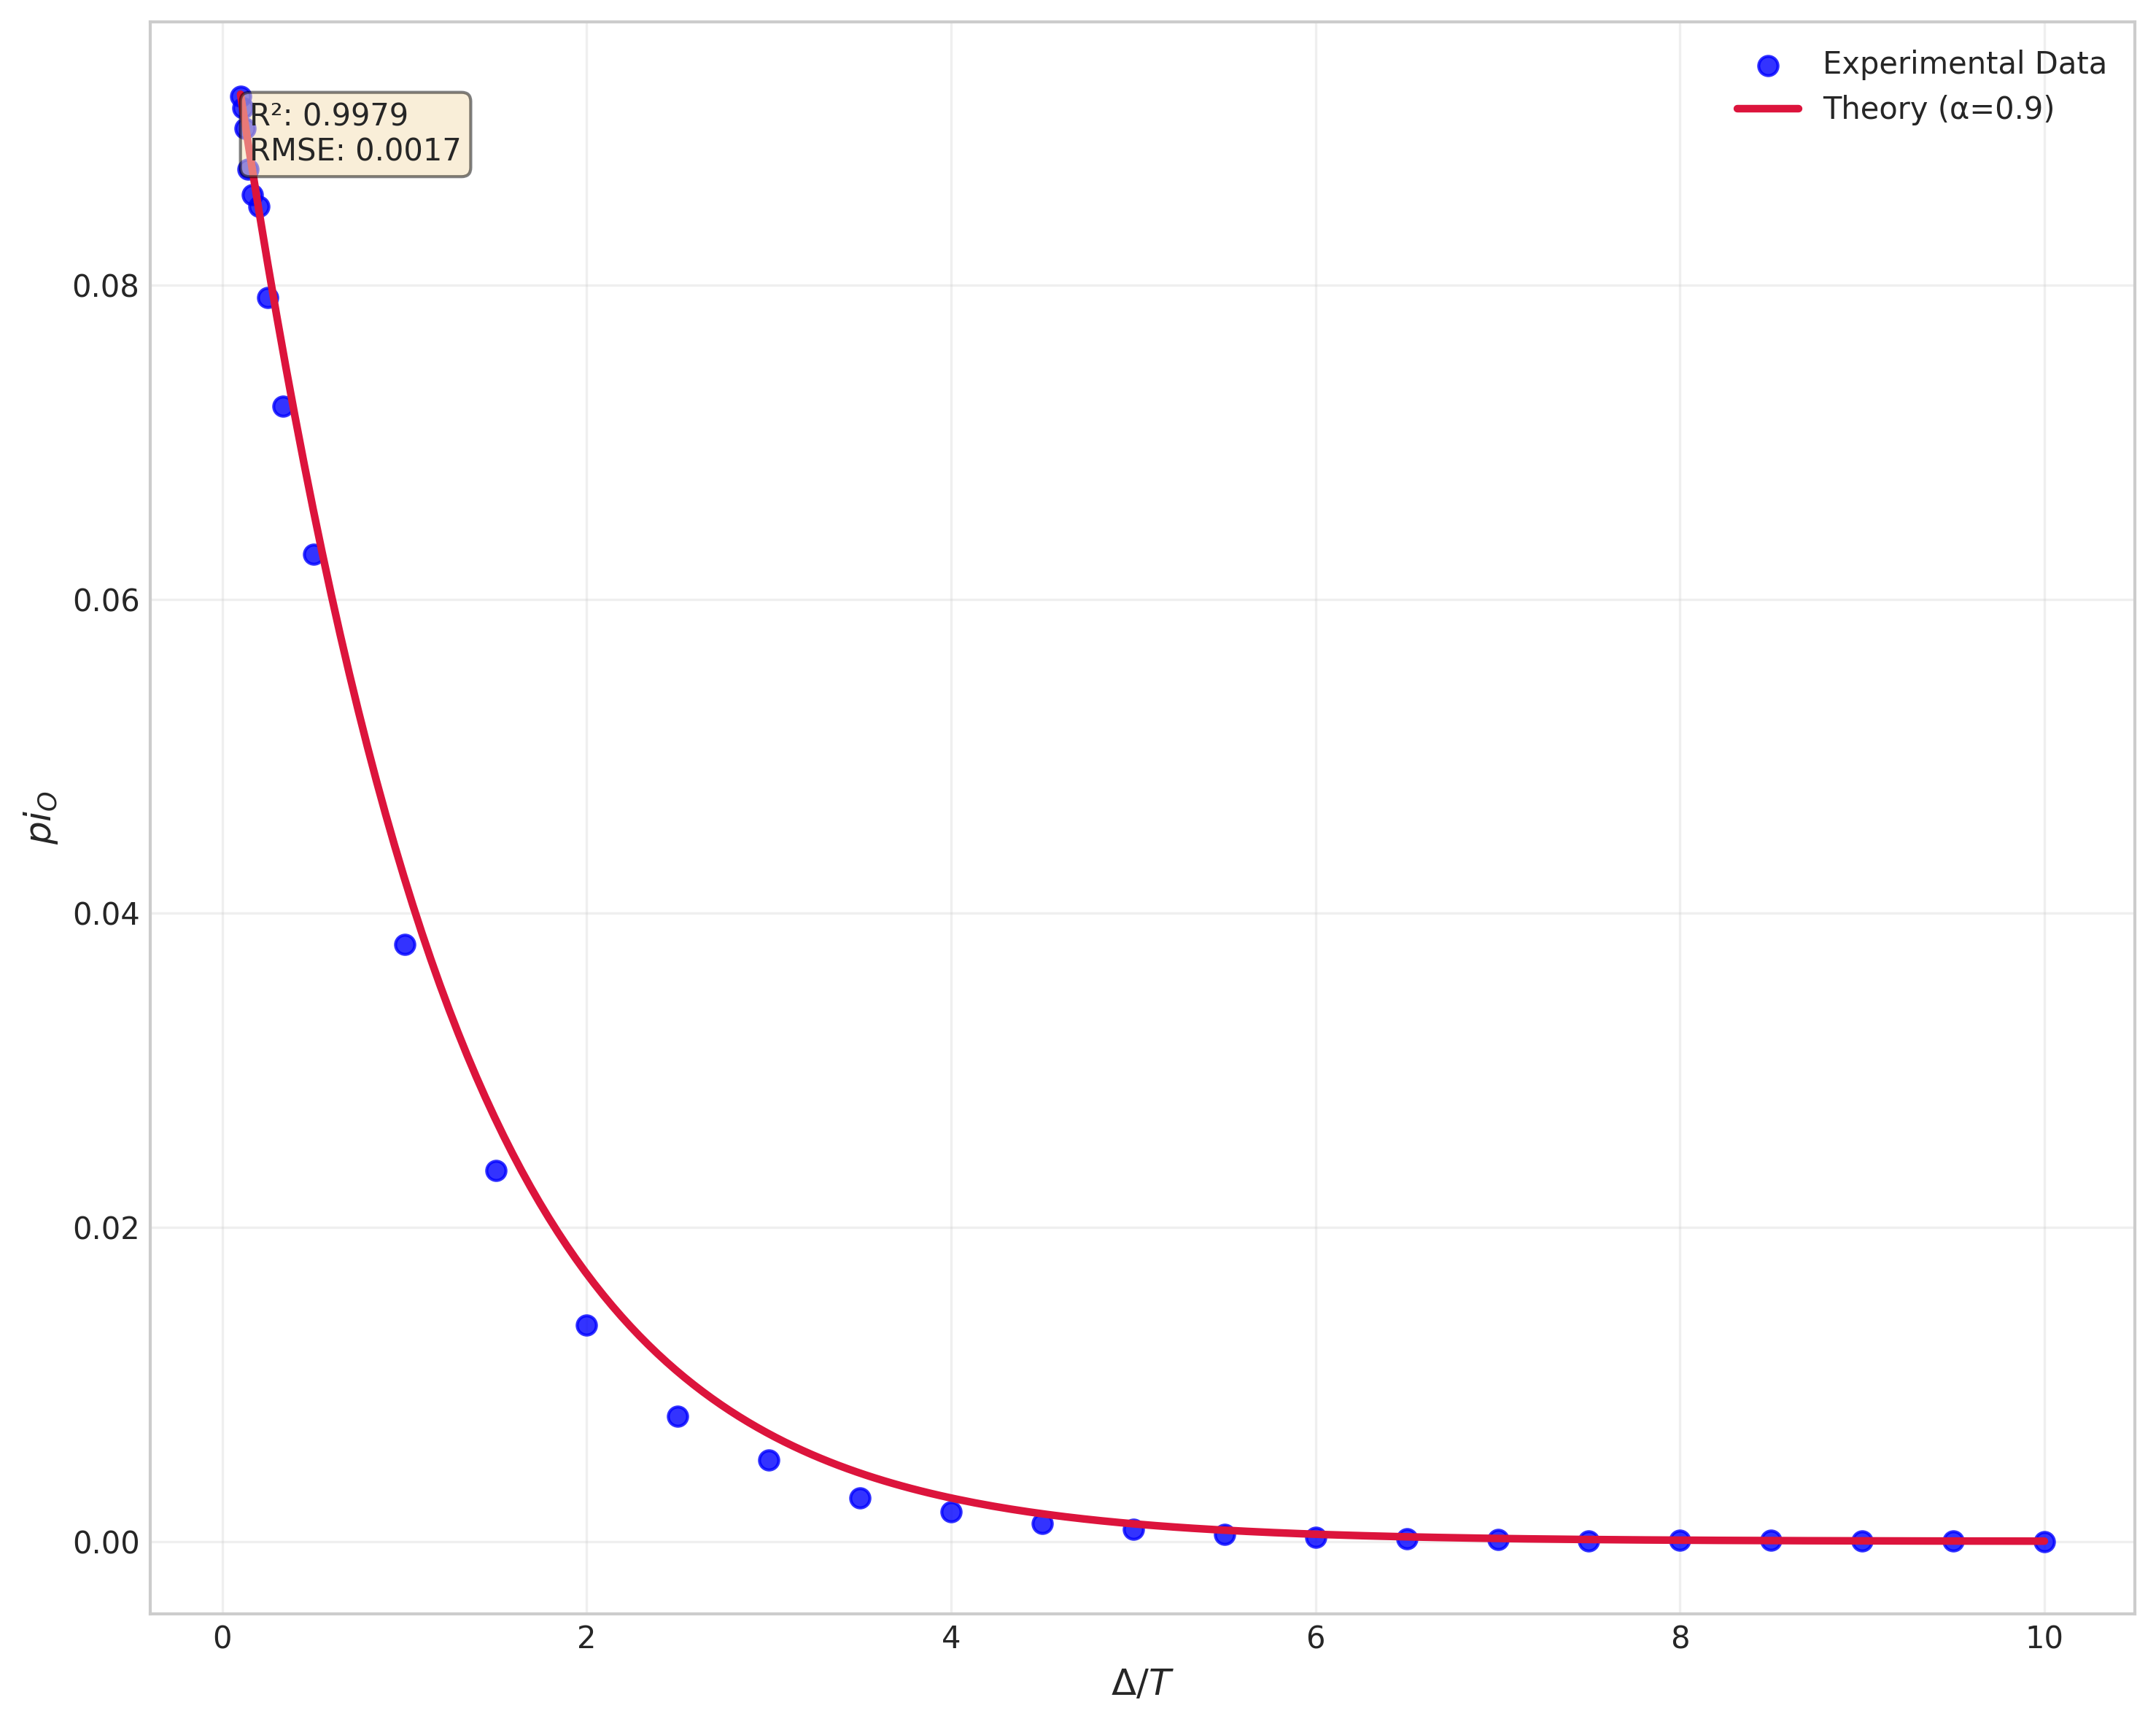 Experimental Data
Theory (α=0.9)
R²: 0.9979
RMSE: 0.0017
0.08
0.06
0.04
0.02
0.00
pi_O
0 2 4 6 8 10
Δ/T